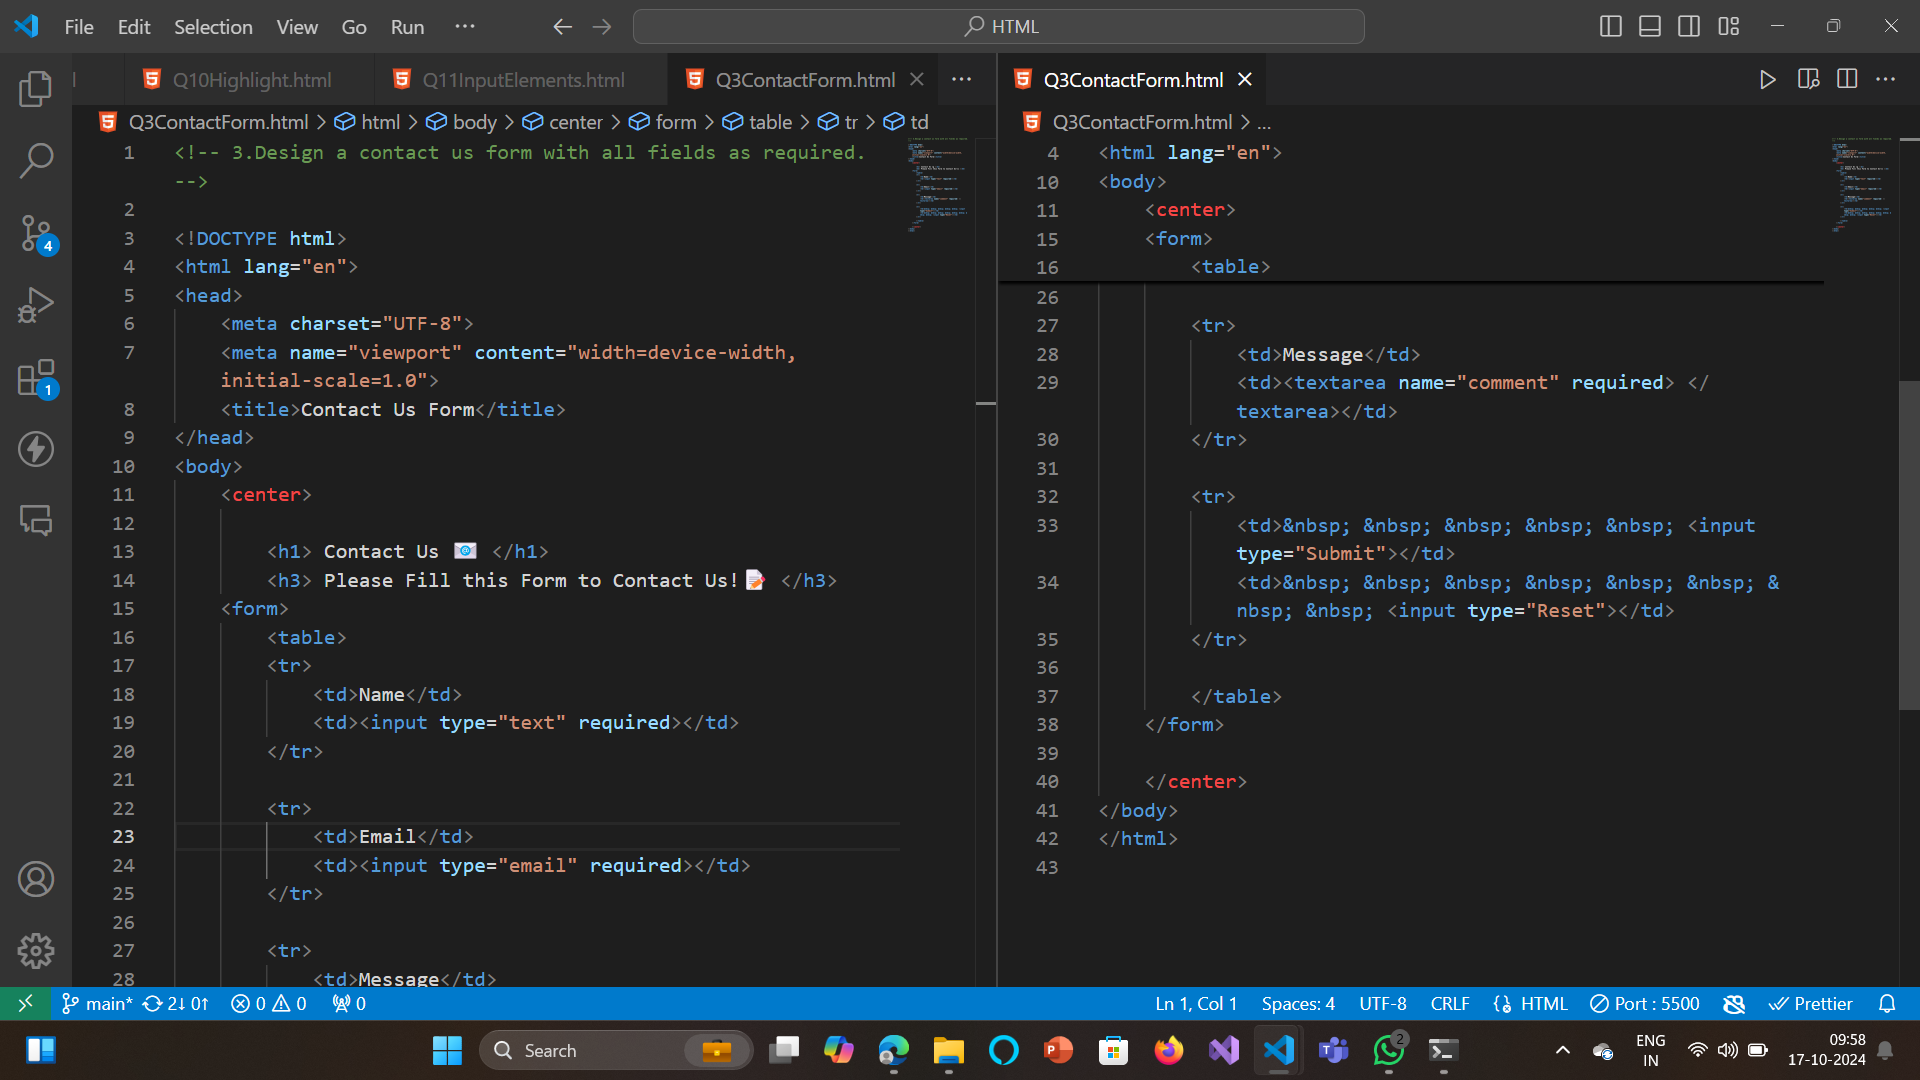 File Edit Selection View Go Run ...
HTML
Q10Highlight.html Q11InputElements.html Q3ContactForm.html ...
Q3ContactForm.html > html > body > center > form > table > tr > td
1 <!-- 3.Design a contact us form with all fields as required.
-->
2
3 <!DOCTYPE html>
4 <html lang="en">
5 <head>
6 <meta charset="UTF-8">
7 <meta name="viewport" content="width=device-width,
initial-scale=1.0">
8 <title>Contact Us Form</title>
9 </head>
10 <body>
11 <center>
12
13 <h1> Contact Us 📧 </h1>
14 <h3> Please Fill this Form to Contact Us!📝 </h3>
15 <form>
16 <table>
17 <tr>
18 <td>Name</td>
19 <td><input type="text" required></td>
20 </tr>
21
22 <tr>
23 <td>Email</td>
24 <td><input type="email" required></td>
25 </tr>
26
27 <tr>
28 <td>Message</td>
Q3ContactForm.html
Q3ContactForm.html > ...
4 <html lang="en">
10 <body>
11 <center>
15 <form>
16 <table>
26
27 <tr>
28 <td>Message</td>
29 <td><textarea name="comment" required> </
textarea></td>
30 </tr>
31
32 <tr>
33 <td>&nbsp; &nbsp; &nbsp; &nbsp; &nbsp; <input
type="Submit"></td>
34 <td>&nbsp; &nbsp; &nbsp; &nbsp; &nbsp; &nbsp; &
nbsp; &nbsp; <input type="Reset"></td>
35 </tr>
36
37 </table>
38 </form>
39
40 </center>
41 </body>
42 </html>
43
4
1
main* 2↓ 0↑ 0 0 0 Ln 1, Col 1 Spaces: 4 UTF-8 CRLF HTML Port : 5500 Prettier
Search 2 ENG
IN
09:58
17-10-2024